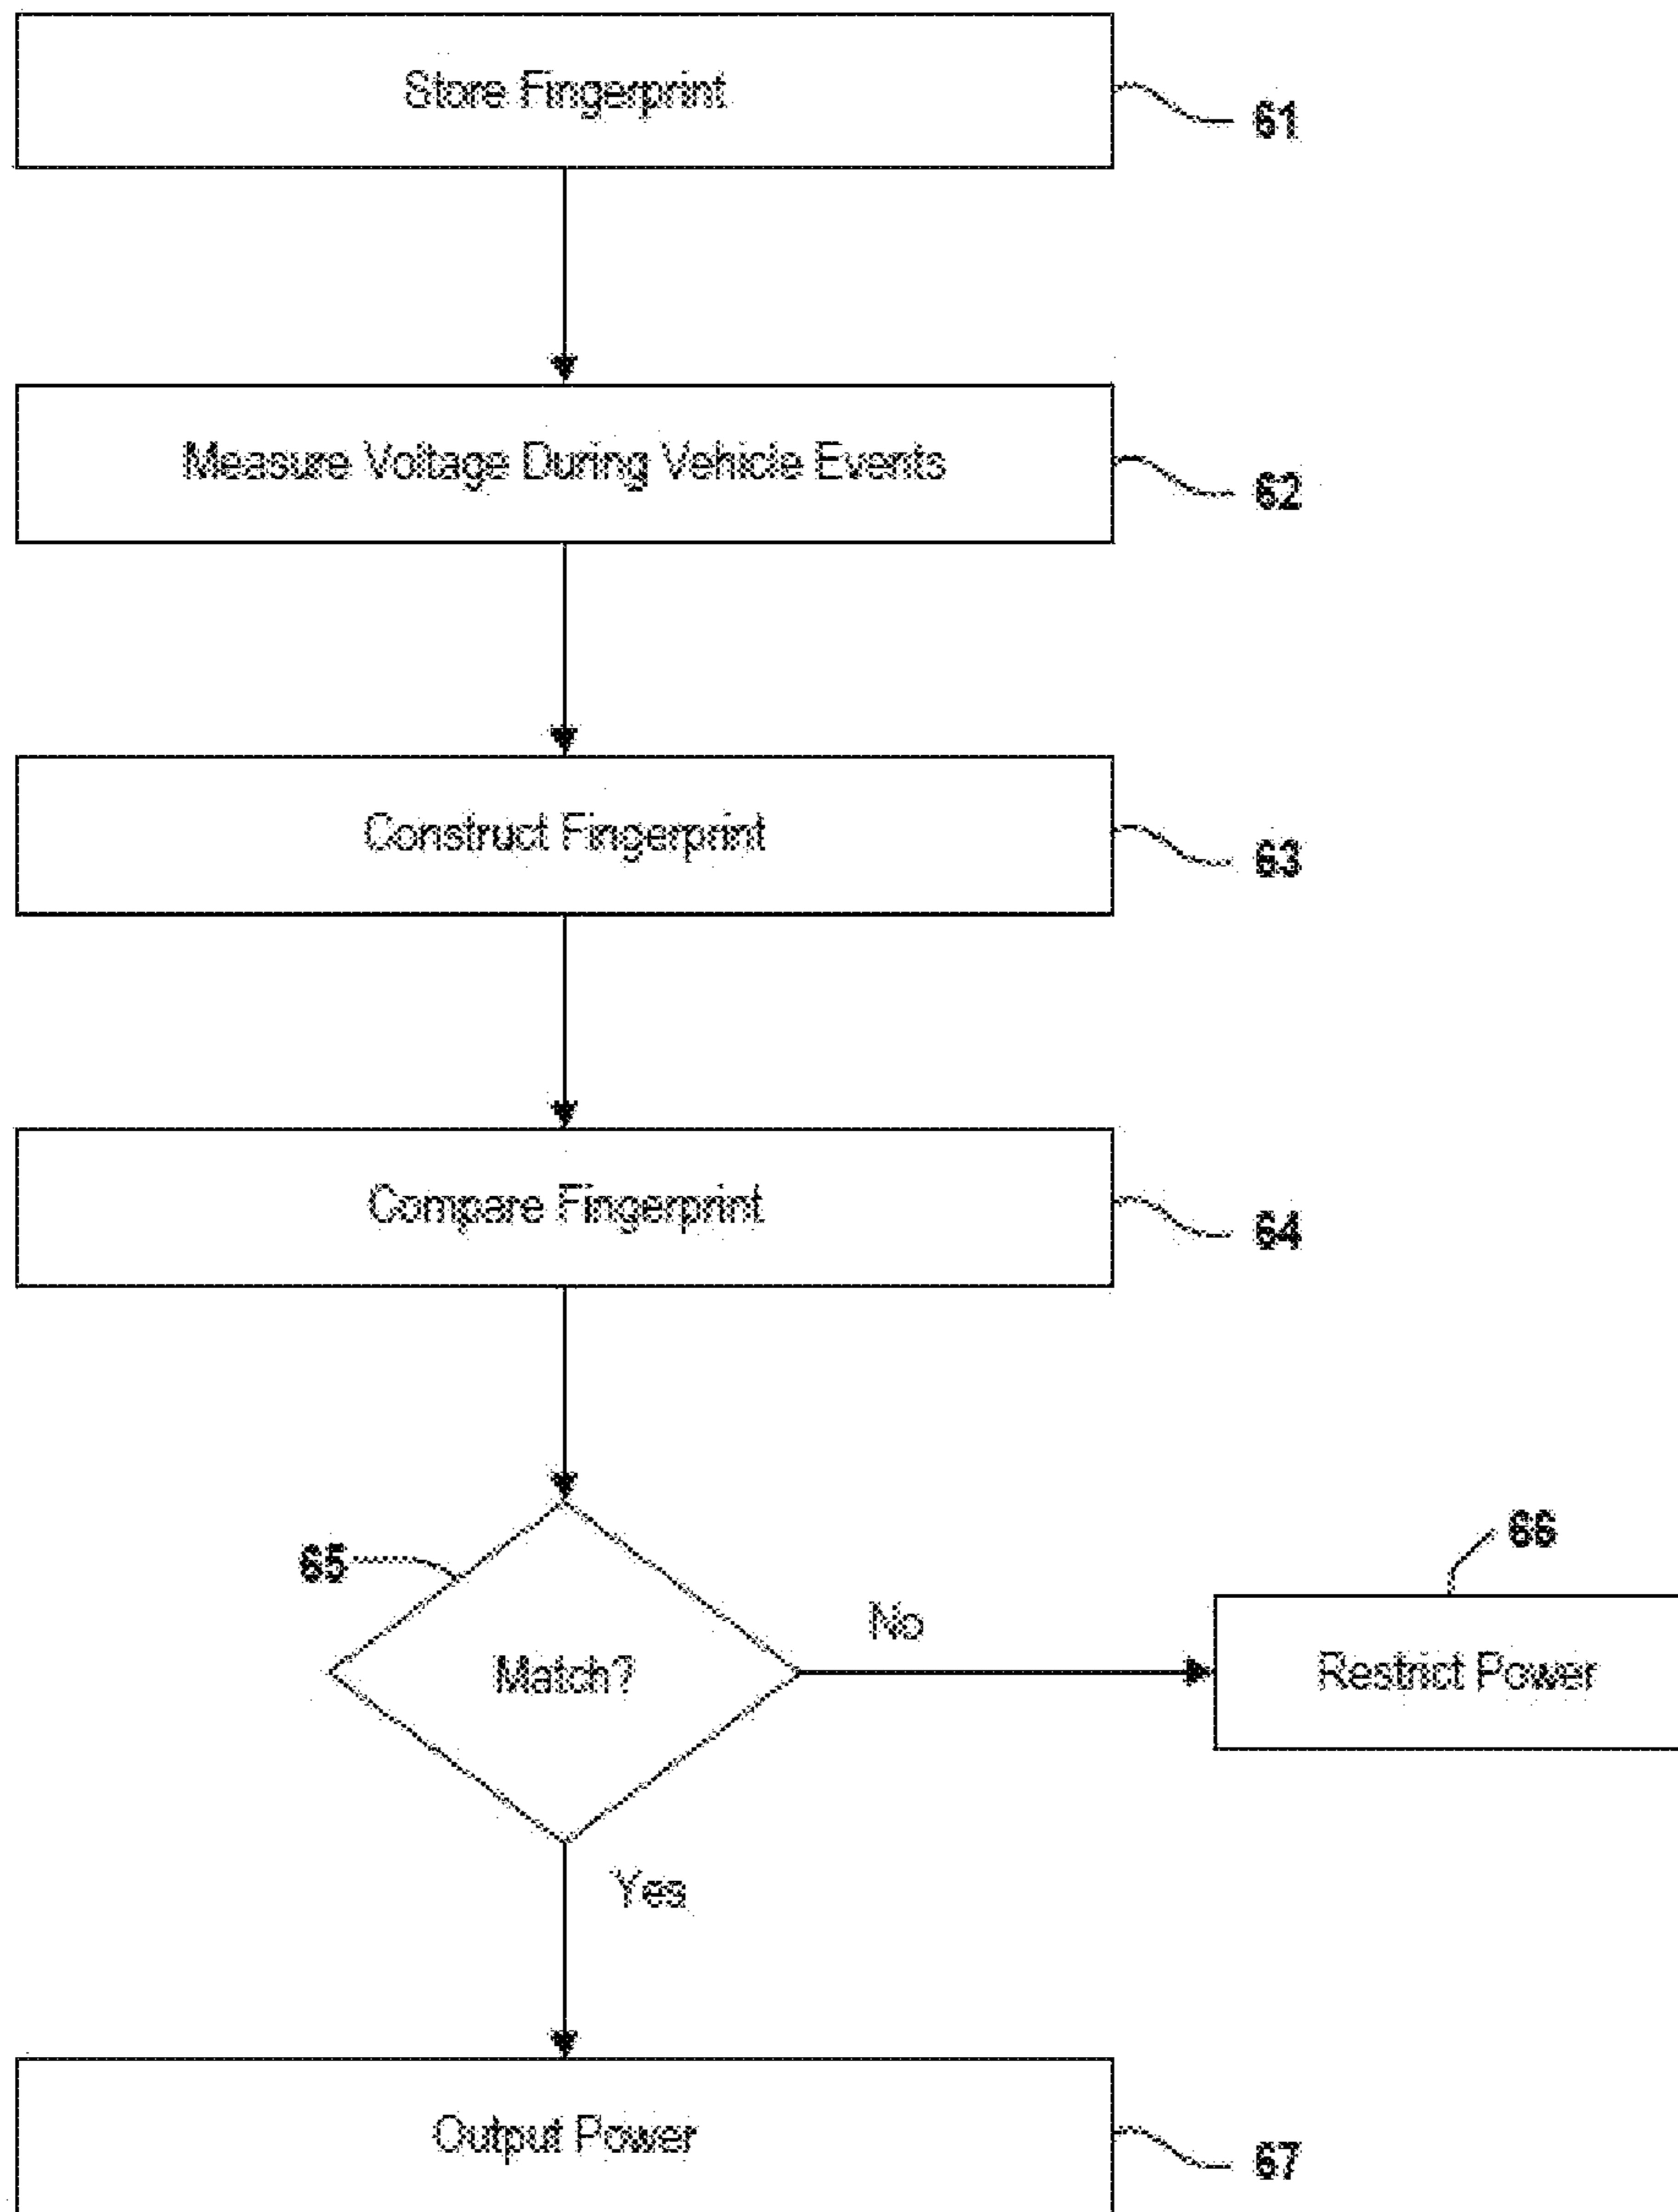 Store Fingerprint
61
Measure Voltage During Vehicle Events
62
Construct Fingerprint
63
Compare Fingerprint
64
65
Match?
No
66
Restrict Power
Yes
Output Power
67